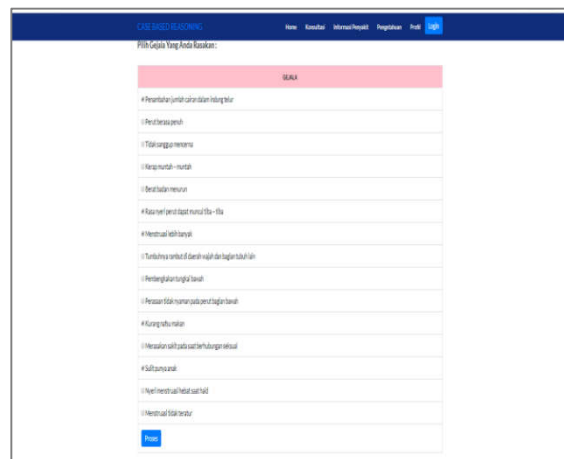 CASE BASED REASONING
Home Konsultasi Informasi Penyakit Pengetahuan Profil Login
Pilih Gejala Yang Anda Rasakan :
GEJALA
Penambahan jumlah cairan dalam indung telur
Perut terasa penuh
Tidak sanggup mencerna
Kerap muntah – muntah
Berat badan menurun
Rasa nyeri perut dapat muncul tiba – tiba
Menstruasi lebih banyak
Tumbuhnya rambut di daerah wajah dan bagian tubuh lain
Pembengkakan tungkai bawah
Perasaan tidak nyaman pada perut bagian bawah
Kurang nafsu makan
Merasakan sakit pada saat berhubungan seksual
Sulit punya anak
Nyeri menstruasi hebat saat haid
Menstruasi tidak teratur
Proses